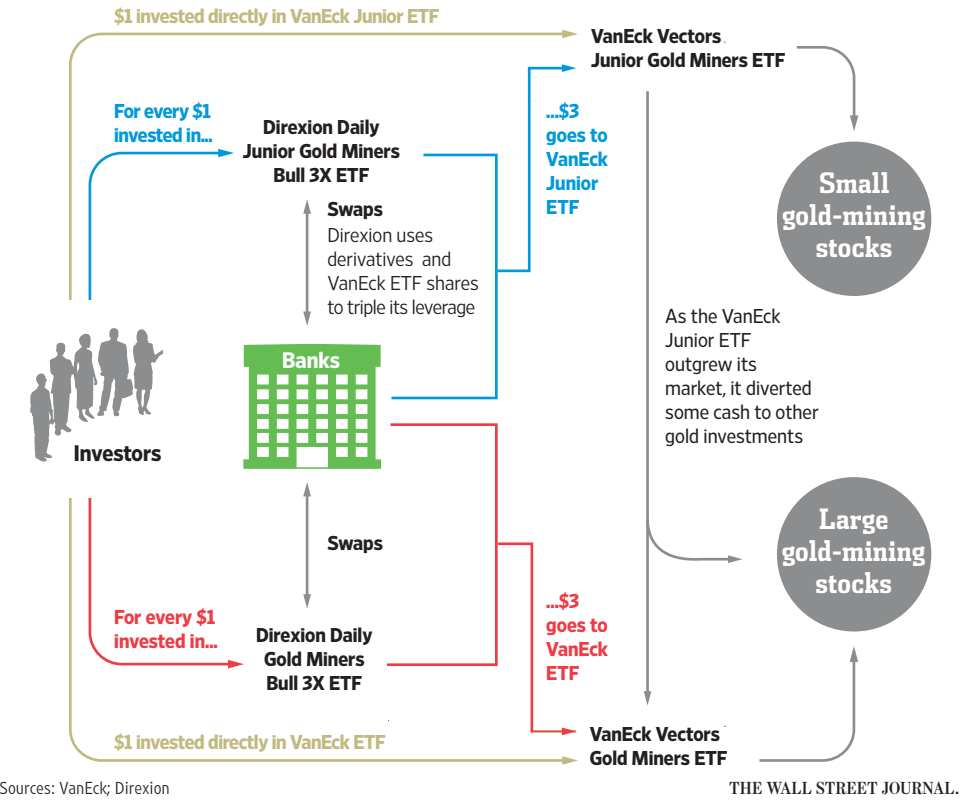 $1 invested directly in VanEck Junior ETF
VanEck Vectors
Junior Gold Miners ETF
For every $1
invested in...
Direxion Daily
Junior Gold Miners
Bull 3X ETF
...$3
goes to
VanEck
Junior
ETF
Small
gold-mining
stocks
Swaps
Direxion uses
derivatives and
VanEck ETF shares
to triple its leverage
As the VanEck
Junior ETF
outgrew its
market, it diverted
some cash to other
gold investments
Banks
Investors
Large
gold-mining
stocks
Swaps
For every $1
invested in...
Direxion Daily
Gold Miners
Bull 3X ETF
...$3
goes to
VanEck
ETF
$1 invested directly in VanEck ETF
VanEck Vectors
Gold Miners ETF
Sources: VanEck; Direxion
THE WALL STREET JOURNAL.